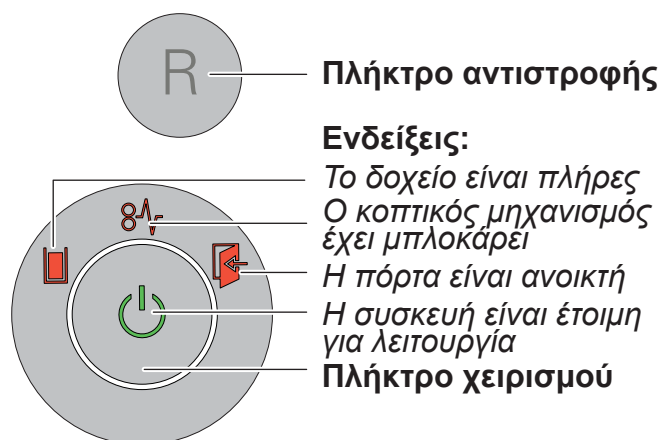 R
Πλήκτρο αντιστροφής
Ενδείξεις:
Το δοχείο είναι πλήρες
Ο κοπτικός μηχανισμός
έχει μπλοκάρει
Η πόρτα είναι ανοικτή
Η συσκευή είναι έτοιμη
για λειτουργία
Πλήκτρο χειρισμού